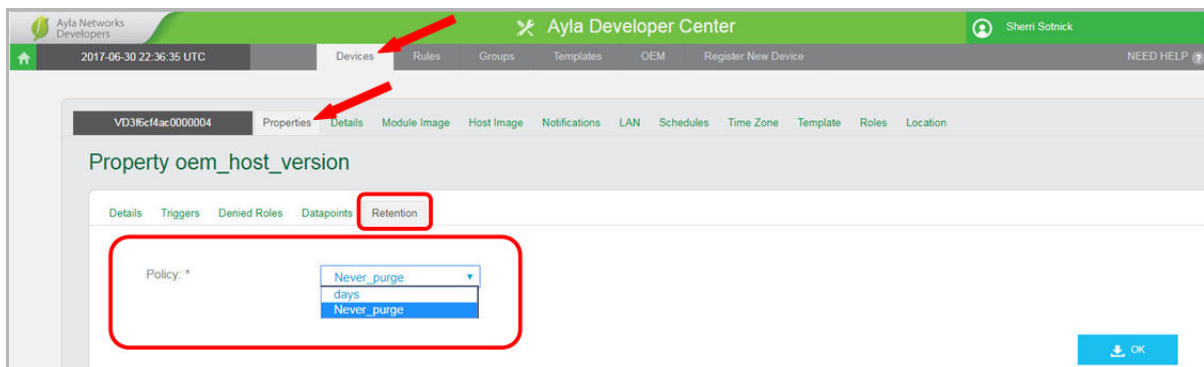 Ayla Networks
Developers
Ayla Developer Center
Sherri Sotnick
2017-06-30 22:36:35 UTC
Devices Rules Groups Templates OEM Register New Device NEED HELP ?
VD3f6cf4ac0000004 Properties Details Module Image Host Image Notifications LAN Schedules Time Zone Template Roles Location
Property oem_host_version
Details Triggers Denied Roles Datapoints Retention
Policy: * Never_purge
days
Never_purge
OK